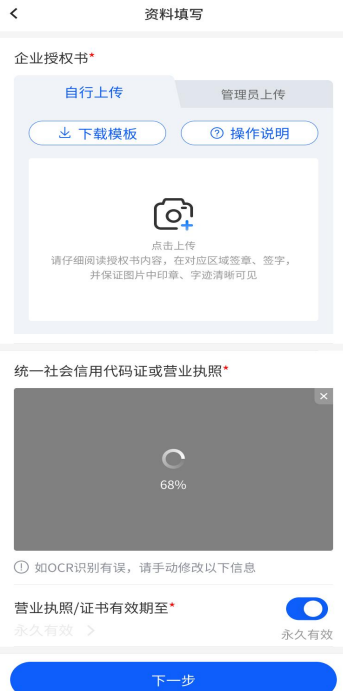 资料填写
企业授权书*
自行上传
管理员上传
下载模板
操作说明
点击上传
请仔细阅读授权书内容，在对应区域签章、签字，
并保证图片中印章、字迹清晰可见
统一社会信用代码证或营业执照*
68%
如OCR识别有误，请手动修改以下信息
营业执照/证书有效期至*
永久有效
永久有效
下一步